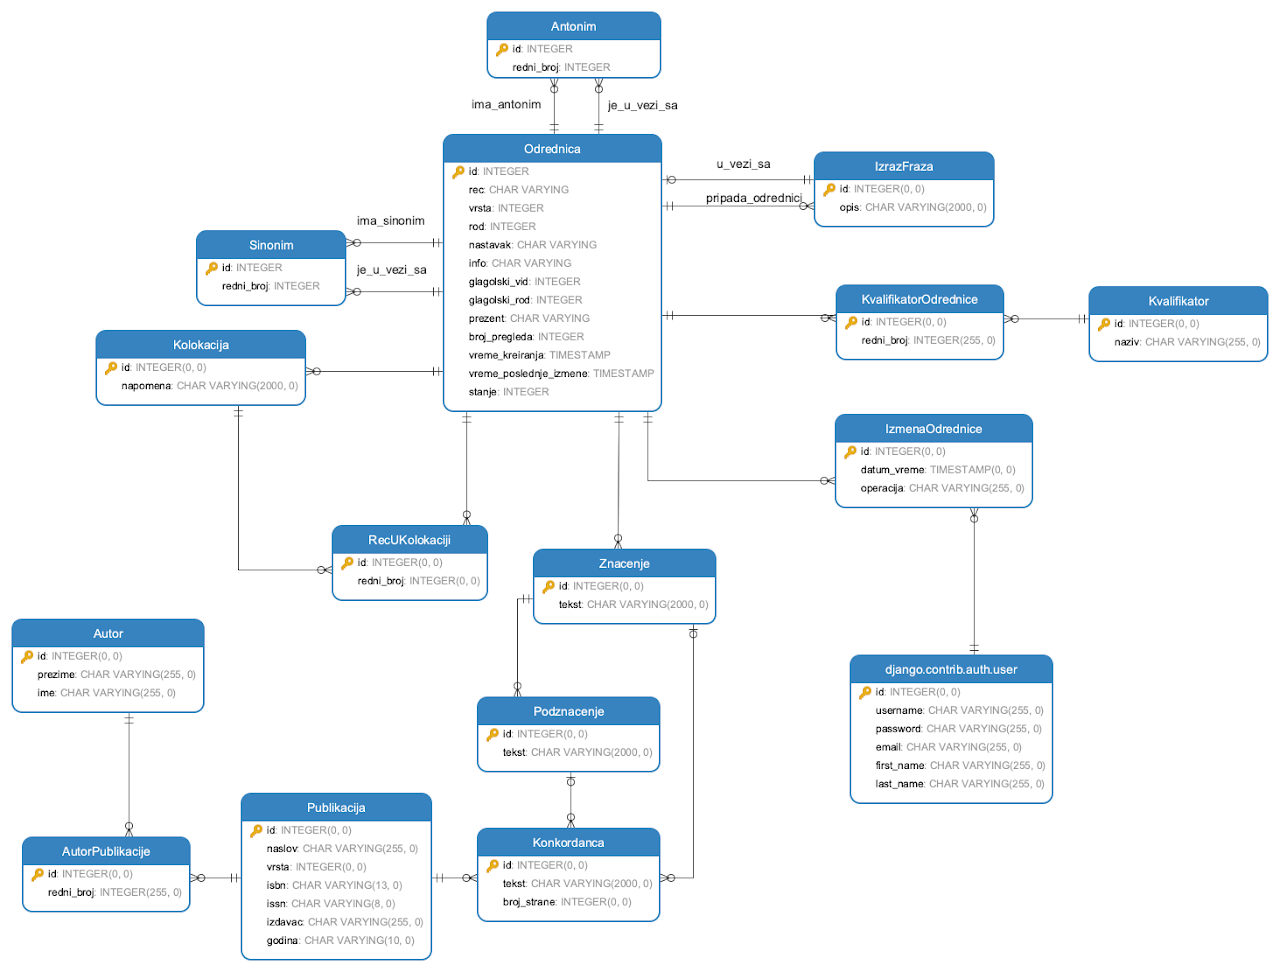 Antonim
id: INTEGER
redni_broj: INTEGER
ima_antonim
je_u_vezi_sa
Odrednica
id: INTEGER
rec: CHAR VARYING
vrsta: INTEGER
rod: INTEGER
nastavak: CHAR VARYING
info: CHAR VARYING
glagolski_vid: INTEGER
glagolski_rod: INTEGER
prezent: CHAR VARYING
broj_pregleda: INTEGER
vreme_kreiranja: TIMESTAMP
vreme_poslednje_izmene: TIMESTAMP
stanje: INTEGER
u_vezi_sa
pripada_odrednici
IzrazFraza
id: INTEGER(0, 0)
opis: CHAR VARYING(2000, 0)
ima_sinonim
je_u_vezi_sa
Sinonim
id: INTEGER
redni_broj: INTEGER
KvalifikatorOdrednice
id: INTEGER(0, 0)
redni_broj: INTEGER(255, 0)
Kvalifikator
id: INTEGER(0, 0)
naziv: CHAR VARYING(255, 0)
Kolokacija
id: INTEGER(0, 0)
napomena: CHAR VARYING(2000, 0)
IzmenaOdrednice
id: INTEGER(0, 0)
datum_vreme: TIMESTAMP(0, 0)
operacija: CHAR VARYING(255, 0)
RecUKolokaciji
id: INTEGER(0, 0)
redni_broj: INTEGER(0, 0)
Znacenje
id: INTEGER(0, 0)
tekst: CHAR VARYING(2000, 0)
Autor
id: INTEGER(0, 0)
prezime: CHAR VARYING(255, 0)
ime: CHAR VARYING(255, 0)
django.contrib.auth.user
id: INTEGER(0, 0)
username: CHAR VARYING(255, 0)
password: CHAR VARYING(255, 0)
email: CHAR VARYING(255, 0)
first_name: CHAR VARYING(255, 0)
last_name: CHAR VARYING(255, 0)
Podznacenje
id: INTEGER(0, 0)
tekst: CHAR VARYING(2000, 0)
Publikacija
id: INTEGER(0, 0)
naslov: CHAR VARYING(255, 0)
vrsta: INTEGER(0, 0)
isbn: CHAR VARYING(13, 0)
issn: CHAR VARYING(8, 0)
izdavac: CHAR VARYING(255, 0)
godina: CHAR VARYING(10, 0)
AutorPublikacije
id: INTEGER(0, 0)
redni_broj: INTEGER(255, 0)
Konkordanca
id: INTEGER(0, 0)
tekst: CHAR VARYING(2000, 0)
broj_strane: INTEGER(0, 0)